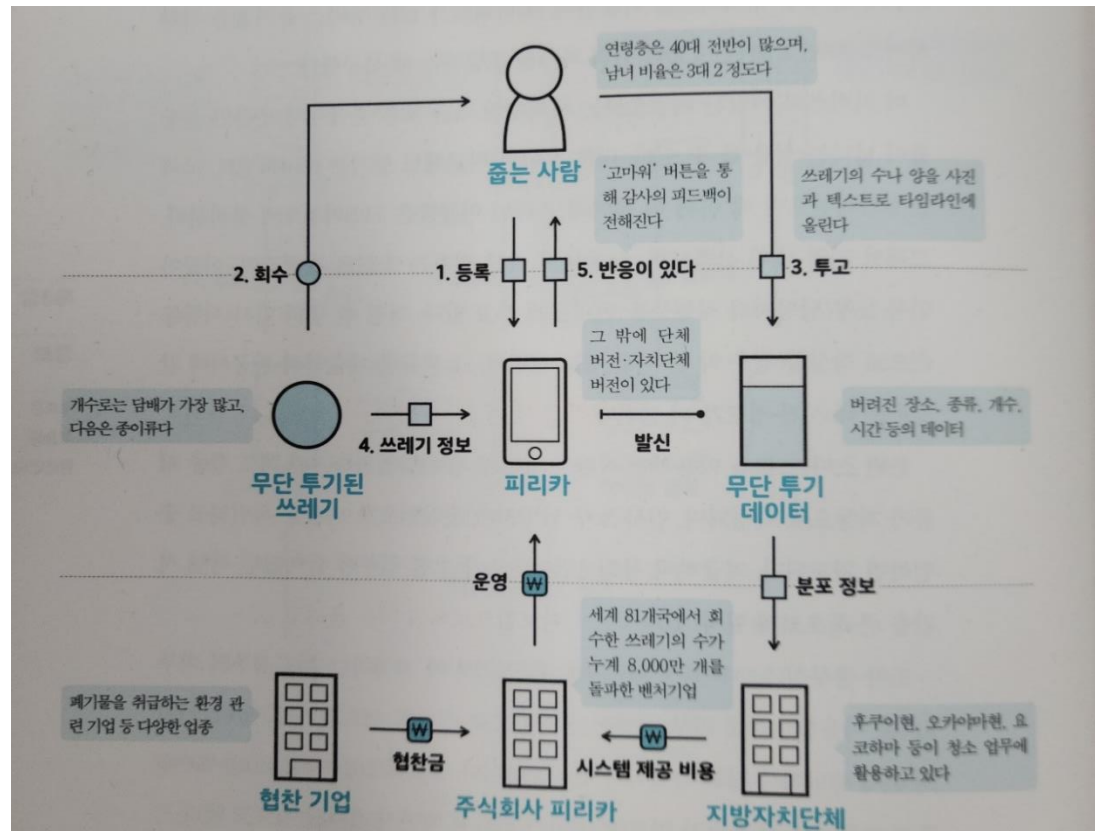 연령층은 40대 전반이 많으며,
남녀 비율은 3대 2 정도다
줍는 사람
'고마워' 버튼을 통
해 감사의 피드백이
전해진다
쓰레기의 수나 양을 사진
과 텍스트로 타임라인에
올린다
2. 회수
1. 등록
5. 반응이 있다
3. 투고
그 밖에 단체
버전·자치단체
버전이 있다
개수로는 담배가 가장 많고,
다음은 종이류다
4. 쓰레기 정보
발신
버려진 장소, 종류, 개수,
시간 등의 데이터
무단 투기된
쓰레기
피리카
무단 투기
데이터
운영
₩
분포 정보
세계 81개국에서 회
수한 쓰레기의 수가
누계 8,000만 개를
돌파한 벤처기업
폐기물을 취급하는 환경 관
련 기업 등 다양한 업종
₩
협찬금
₩
시스템 제공 비용
후쿠이현, 오카야마현, 요
코하마 등이 청소 업무에
활용하고 있다
협찬 기업
주식회사 피리카
지방자치단체